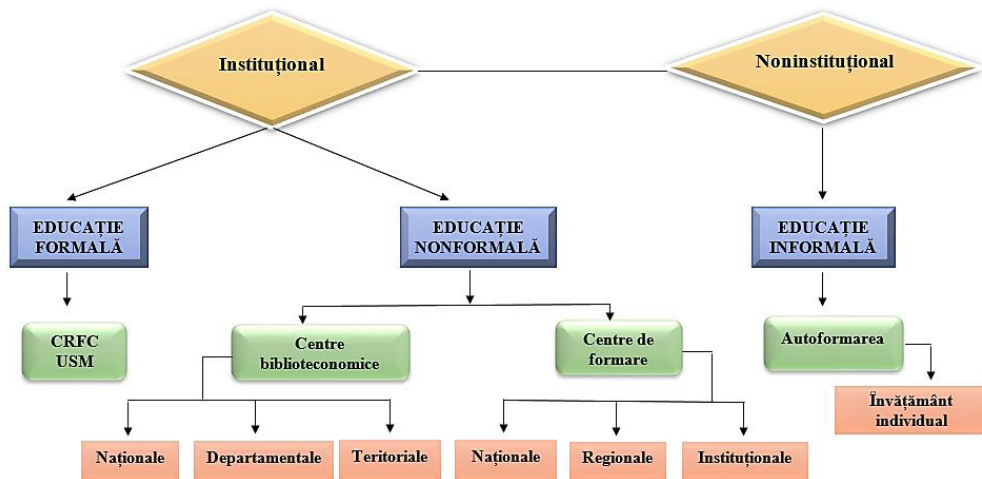 Instituțional
Noninstituțional
EDUCAȚIE
FORMALĂ
EDUCAȚIE
NONFORMALĂ
EDUCAȚIE
INFORMALĂ
CRFC
USM
Centre
biblioteconomice
Centre de
formare
Autoformarea
Învățământ
individual
Naționale
Departamentale
Teritoriale
Naționale
Regionale
Instituționale